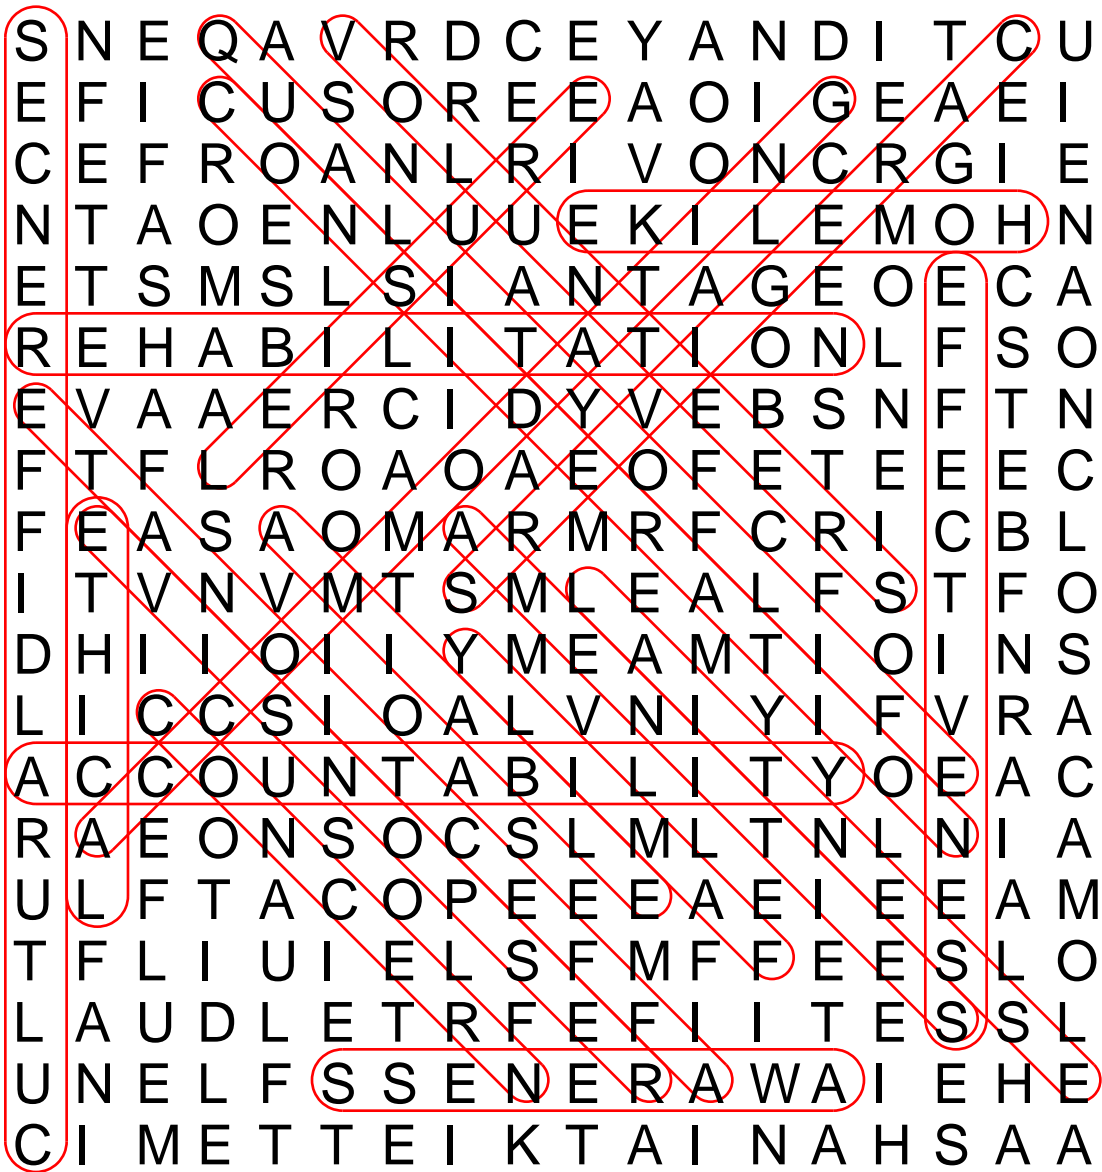 S N E Q A V R D C E Y A N D I T C U
E F I C U S O R E E A O I G E A E I
C E F R O A N L R I V O N C R G I E
N T A O E N L U U E K I L E M O H N
E T S M S L S I A N T A G E O E C A
R E H A B I L I T A T I O N L F S O
E V A A E R C I D Y V E B S N F T N
F T F L R O A O A E O F E T E E E C
F E A S A O M A R M R F C R I C B L
I T V N V M T S M L E A L F S T F O
D H I I O I I Y M E A M T I O I N S
L I C C S I O A L V N I Y I F V R A
A C C O U N T A B I L I T Y O E A C
R A E O N S O C S L M L T N L N I A
U L F T A C O P E E E A E I E E A M
T F L I U I E L S F M F F E E S L O
L A U D L E T R F E F I I T E S S L
U N E L F S S E N E R A W A I E H E
C I M E T T E I K T A I N A H S A A